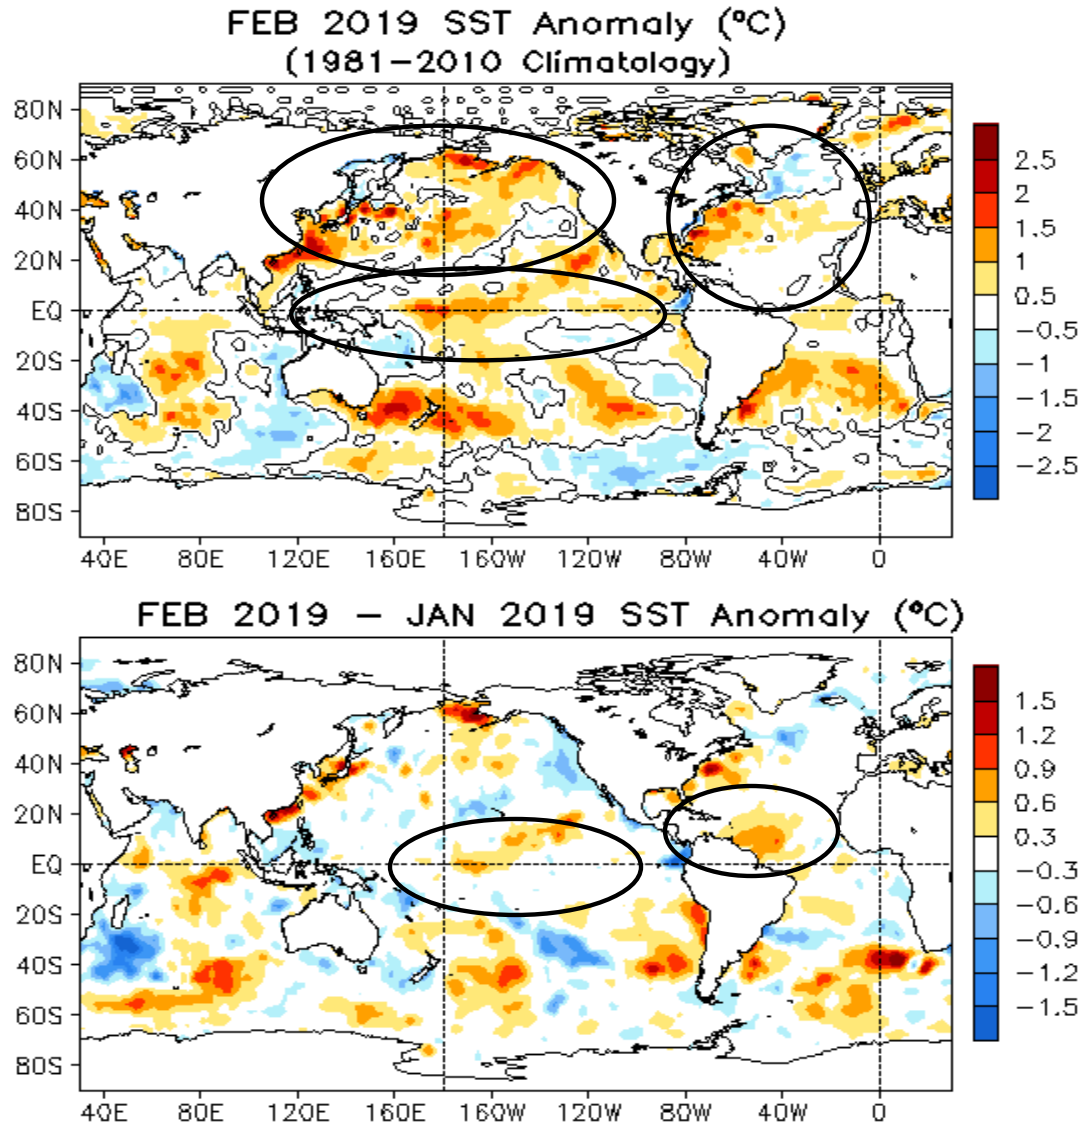 FEB 2019 SST Anomaly (°C)
(1981-2010 Climatology)
80N
60N
40N
20N
EQ
20S
40S
60S
80S
40E 80E 120E 160E 160W 120W 80W 40W 0
2.5
2
1.5
1
0.5
-0.5
-1
-1.5
-2
-2.5
FEB 2019 - JAN 2019 SST Anomaly (°C)
80N
60N
40N
20N
EQ
20S
40S
60S
80S
40E 80E 120E 160E 160W 120W 80W 40W 0
1.5
1.2
0.9
0.6
0.3
-0.3
-0.6
-0.9
-1.2
-1.5